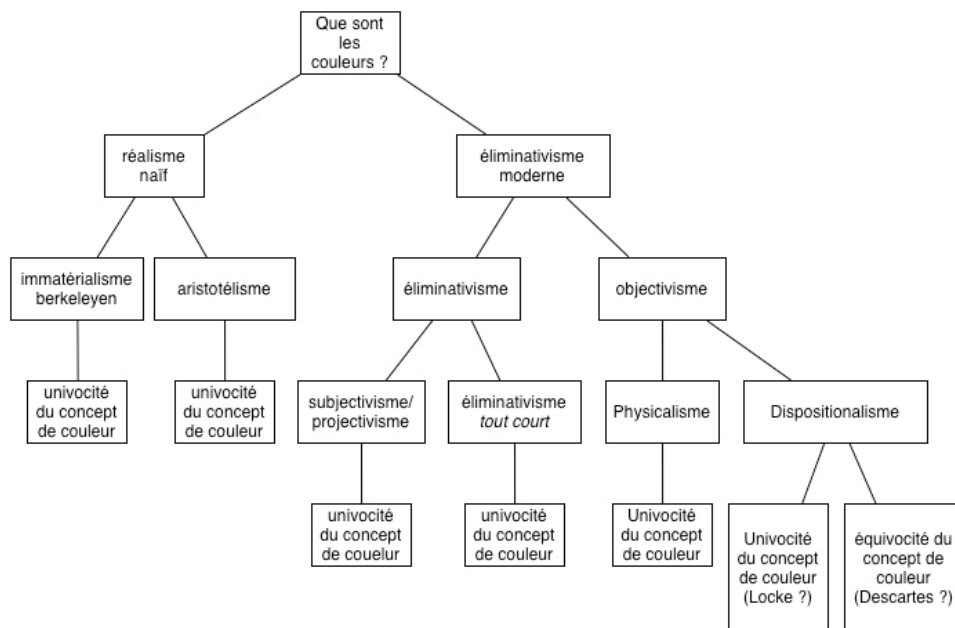 Que sont
les
couleurs ?
réalisme
naïf
éliminativisme
moderne
immatérialisme
berkeleyen
aristotélisme
éliminativisme
objectivisme
univocité
du concept
de couleur
univocité
du concept
de couleur
subjectivisme/
projectivisme
éliminativisme
tout court
Physicalisme
Dispositionalisme
univocité
du concept
de couelur
univocité
du concept
de couleur
Univocité
du concept
de couleur
Univocité
du concept
de couleur
(Locke ?)
équivocité du
concept de
couleur
(Descartes ?)